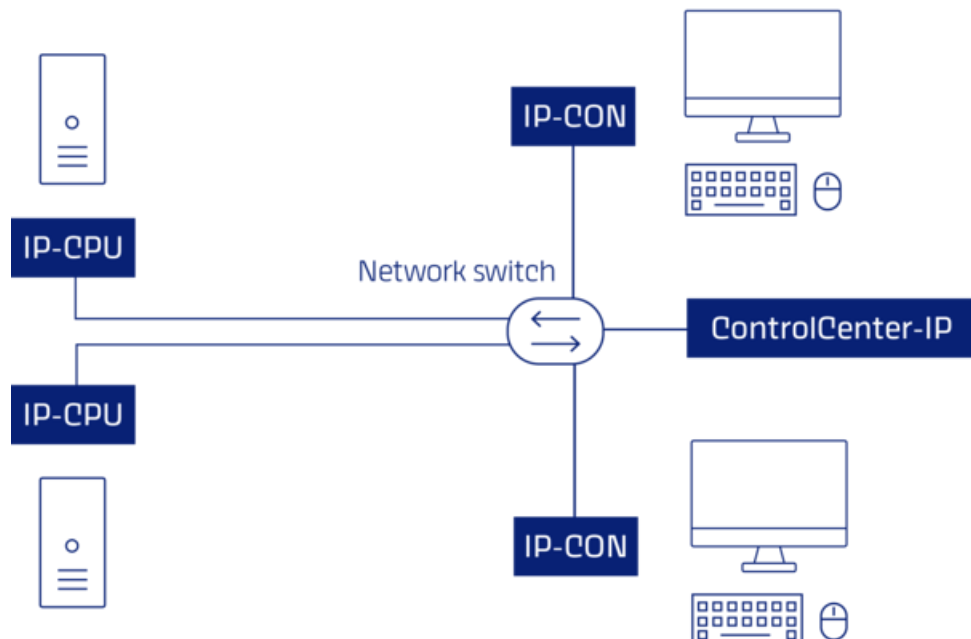 IP-CON
IP-CPU
Network switch
ControlCenter-IP
IP-CPU
IP-CON